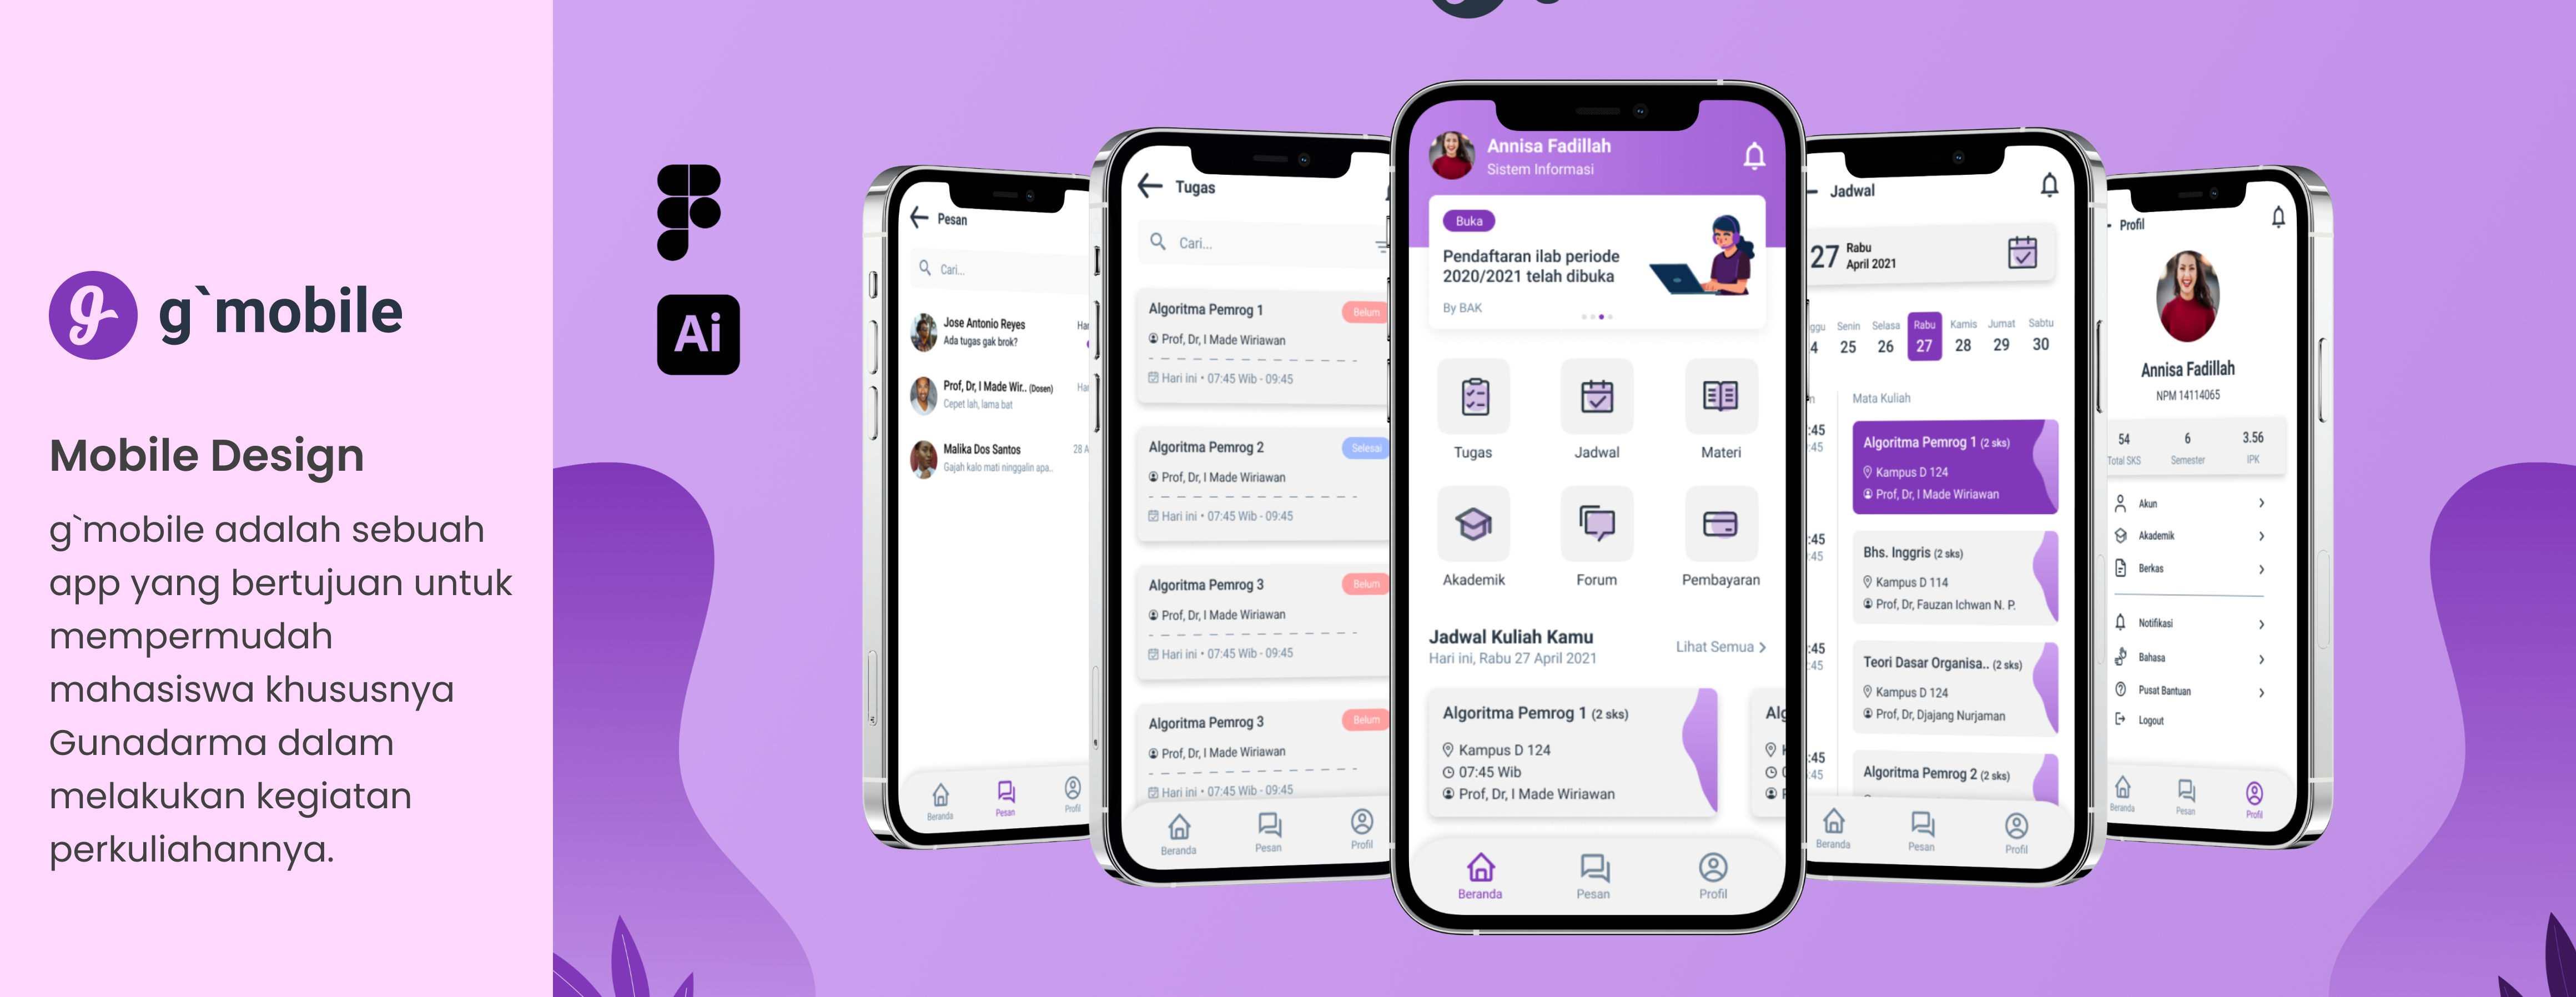 g`mobile
Mobile Design
g`mobile adalah sebuah
app yang bertujuan untuk
mempermudah
mahasiswa khususnya
Gunadarma dalam
melakukan kegiatan
perkuliahannya.
Ai
Pesan
Cari...
Jose Antonio Reyes
Ada tugas gak brok?
Prof, Dr, I Made Wir.. (Dosen)
Cepet lah, lama bat
Malika Dos Santos
28 A
Gajah kalo mati ninggalin apa..
Beranda
Pesan
Profil
Tugas
Cari...
Algoritma Pemrog 1
Belum
Prof, Dr, I Made Wiriawan
Hari ini • 07:45 Wib - 09:45
Algoritma Pemrog 2
Selesai
Prof, Dr, I Made Wiriawan
Hari ini • 07:45 Wib - 09:45
Algoritma Pemrog 3
Belum
Prof, Dr, I Made Wiriawan
Hari ini • 07:45 Wib - 09:45
Algoritma Pemrog 3
Belum
Prof, Dr, I Made Wiriawan
Hari ini • 07:45 Wib - 09:45
Beranda
Pesan
Profil
Annisa Fadillah
Sistem Informasi
Buka
Pendaftaran ilab periode
2020/2021 telah dibuka
By BAK
Tugas
Jadwal
Materi
Akademik
Forum
Pembayaran
Jadwal Kuliah Kamu
Hari ini, Rabu 27 April 2021
Lihat Semua
Algoritma Pemrog 1 (2 sks)
Kampus D 124
07:45 Wib
Prof, Dr, I Made Wiriawan
Alg
Beranda
Pesan
Profil
Jadwal
27
Rabu
April 2021
ggu Senin Selasa Rabu Kamis Jumat Sabtu
4 25 26 27 28 29 30
Mata Kuliah
:45
:45
Algoritma Pemrog 1 (2 sks)
Kampus D 124
Prof, Dr, I Made Wiriawan
:45
:45
Bhs. Inggris (2 sks)
Kampus D 114
Prof, Dr, Fauzan Ichwan N. P.
:45
:45
Teori Dasar Organisa.. (2 sks)
Kampus D 124
Prof, Dr, Djajang Nurjaman
:45
:45
Algoritma Pemrog 2 (2 sks)
Beranda
Pesan
Profil
Profil
Annisa Fadillah
NPM 14114065
54 6 3.56
Total SKS Semester IPK
Akun
Akademik
Berkas
Notifikasi
Bahasa
Pusat Bantuan
Logout
Beranda
Pesan
Profil